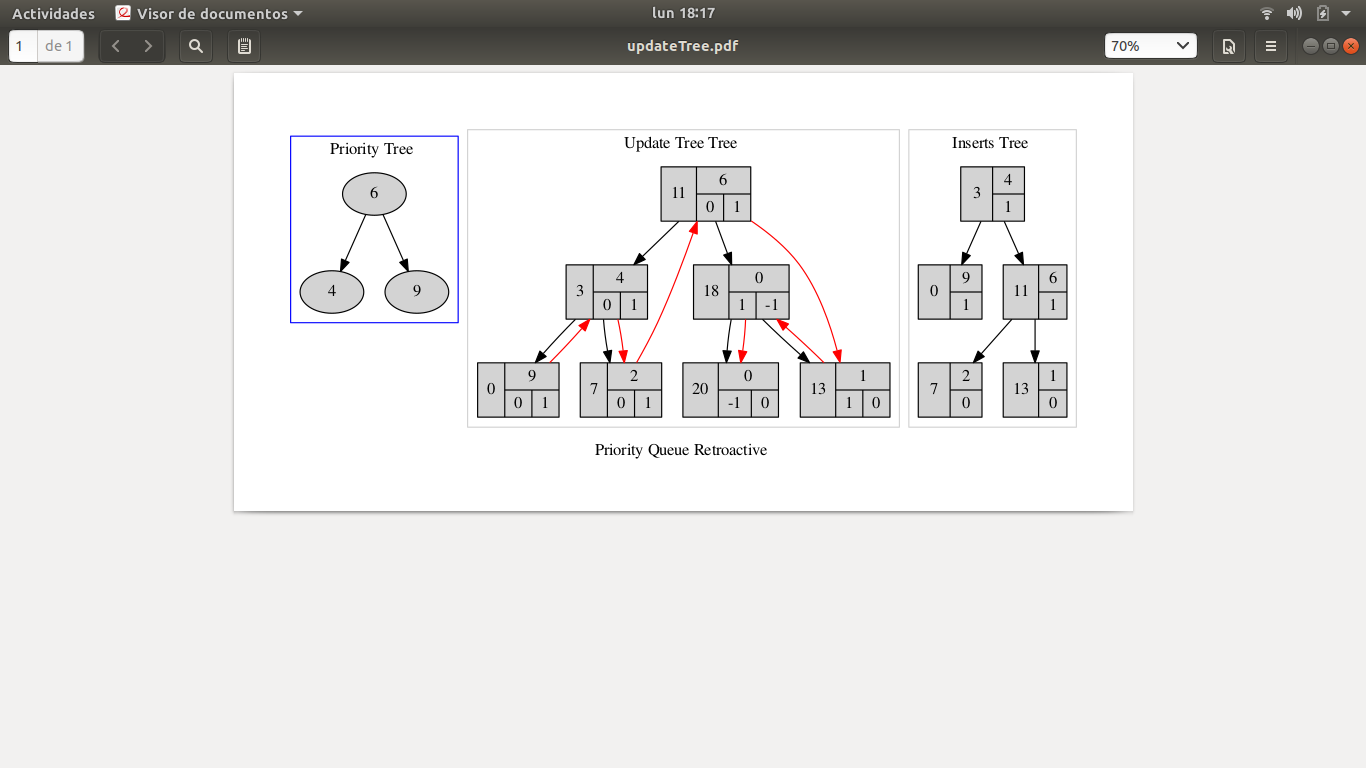 Actividades Visor de documentos lun 18:17
1 de 1 updateTree.pdf 70%
Priority Tree
6
4 9
Update Tree Tree
11 6 0 1
3 4 0 1
18 0 1 -1
0 9 0 1
7 2 0 1
20 0 -1 0
13 1 1 0
Inserts Tree
3 4 1
0 9 1
11 6 1
7 2 0
13 1 0
Priority Queue Retroactive